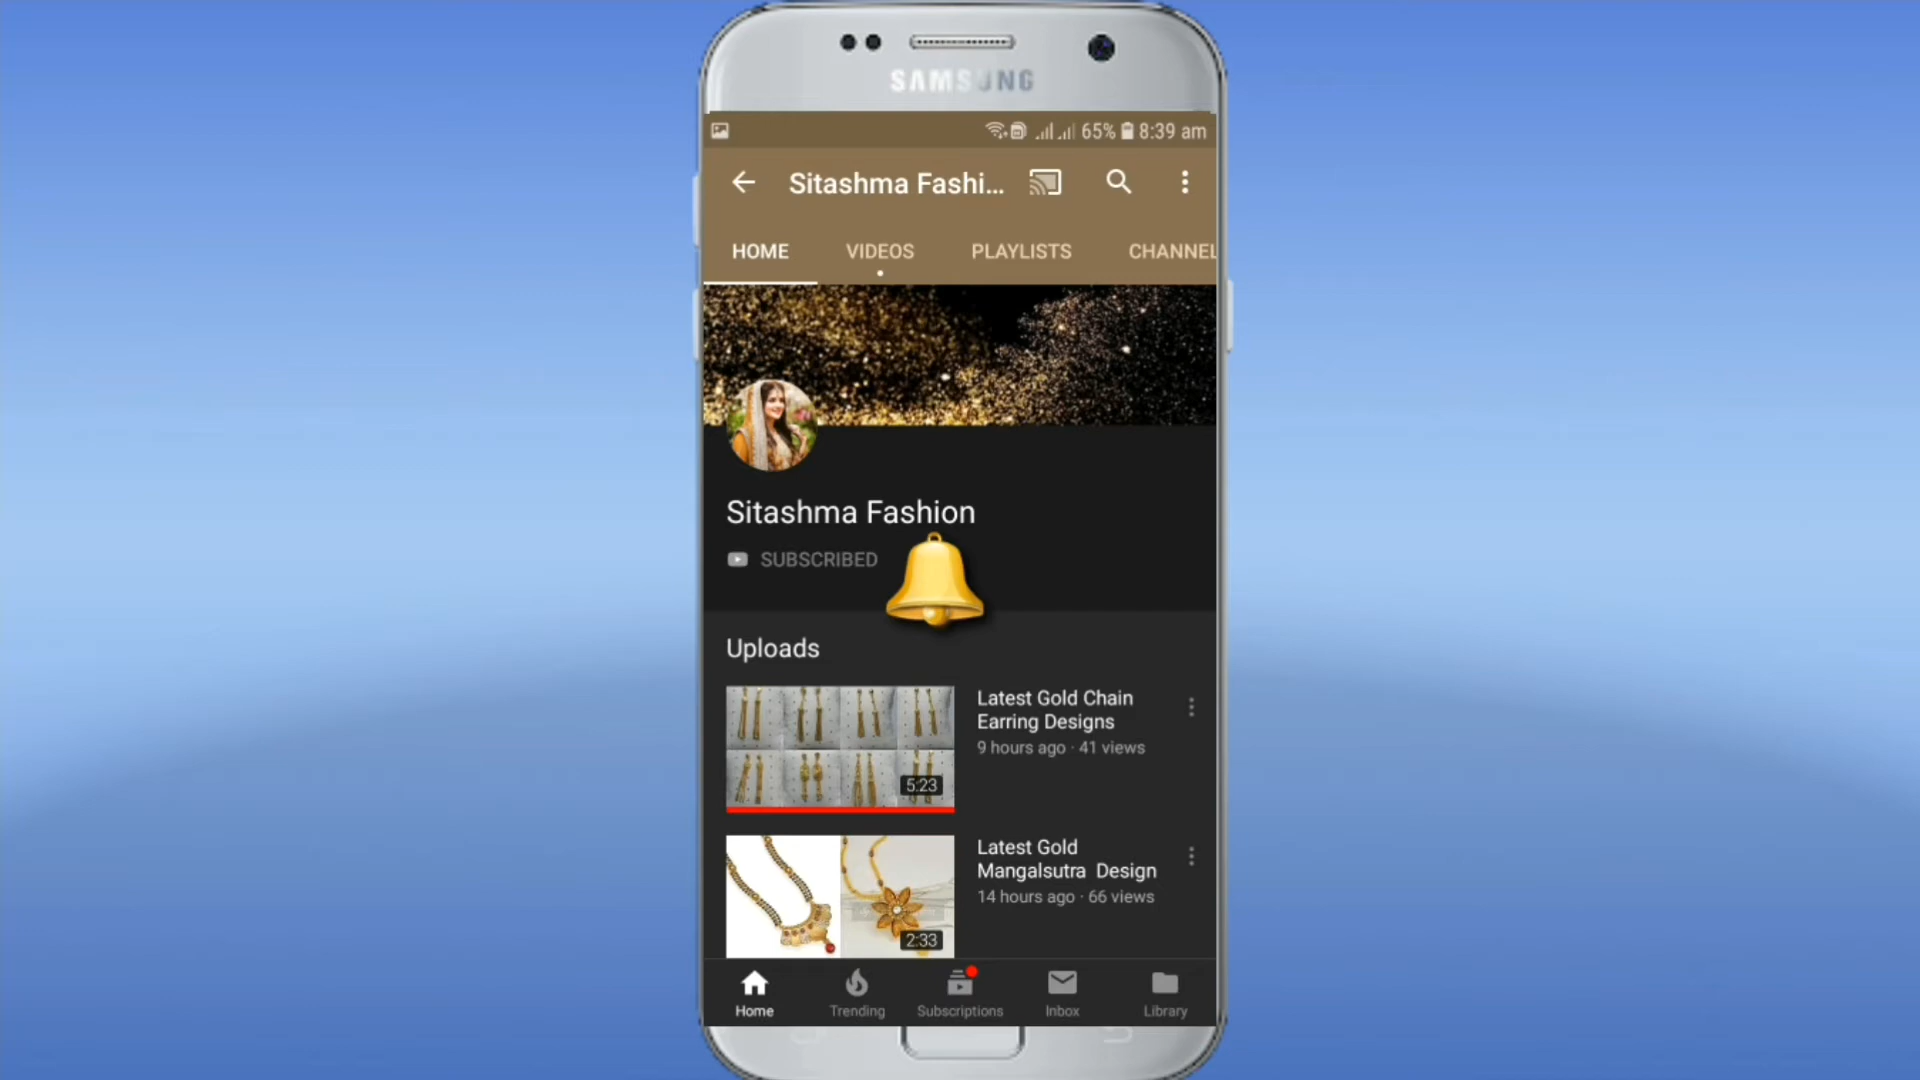 SAMSUNG
65% 8:39 am
Sitashma Fashi...
HOME VIDEOS PLAYLISTS CHANNEL
Sitashma Fashion
SUBSCRIBED
Uploads
Latest Gold Chain
Earring Designs
9 hours ago · 41 views
5:23
Latest Gold
Mangalsutra Design
14 hours ago · 66 views
2:33
Home Trending Subscriptions Inbox Library